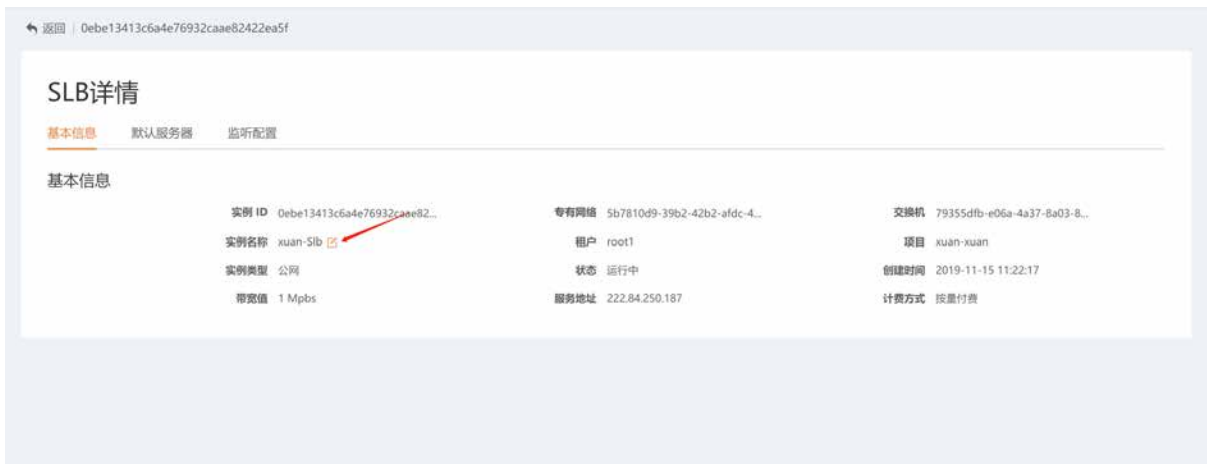 返回 | 0ebe13413c6a4e76932caae82422ea5f
SLB详情
基本信息 默认服务器 监听配置
基本信息
实例 ID 0ebe13413c6a4e76932caae82... 专有网络 5b7810d9-39b2-42b2-afdc-4... 交换机 79355dfb-e06a-4a37-8a03-8...
实例名称 xuan-Slb 租户 root1 项目 xuan-xuan
实例类型 公网 状态 运行中 创建时间 2019-11-15 11:22:17
带宽值 1 Mpbs 服务地址 222.84.250.187 计费方式 按量付费